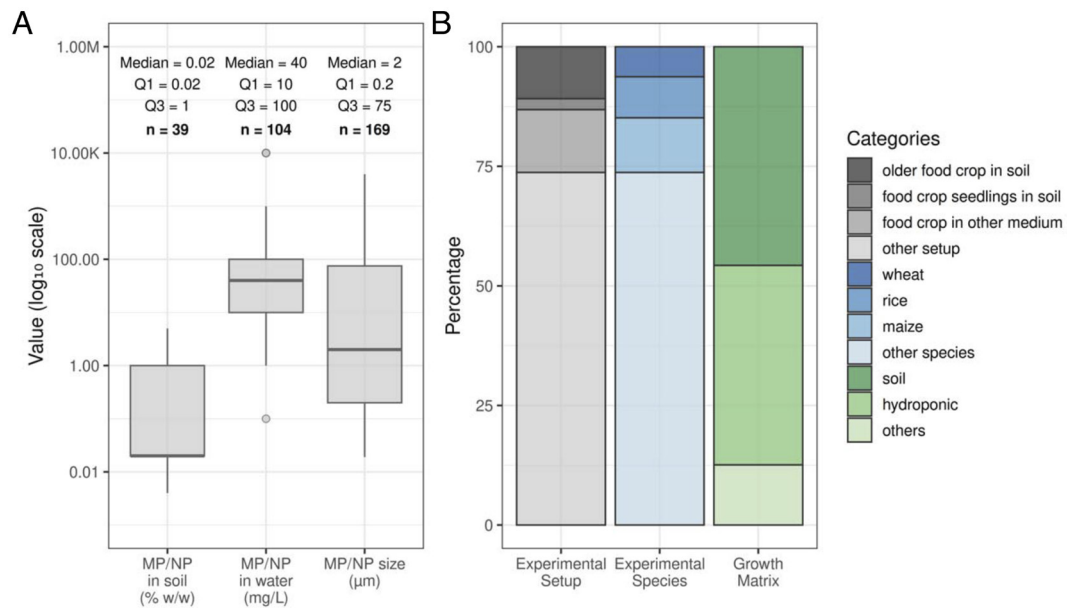 A
B
1.00M
10.00K
100.00
1.00
0.01
Value (log₁₀ scale)
Median = 0.02
Q1 = 0.02
Q3 = 1
n = 39
Median = 40
Q1 = 10
Q3 = 100
n = 104
Median = 2
Q1 = 0.2
Q3 = 75
n = 169
MP/NP
in soil
(% w/w)
MP/NP
in water
(mg/L)
MP/NP size
(µm)
100
75
50
25
0
Percentage
Experimental
Setup
Experimental
Species
Growth
Matrix
Categories
older food crop in soil
food crop seedlings in soil
food crop in other medium
other setup
wheat
rice
maize
other species
soil
hydroponic
others